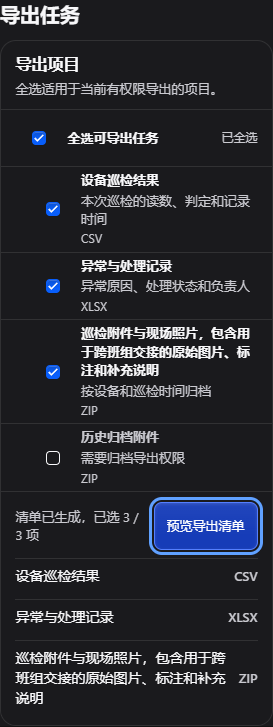 导出任务
导出项目
全选适用于当前有权限导出的项目。
全选可导出任务
已全选
设备巡检结果
本次巡检的读数、判定和记录
时间
CSV
异常与处理记录
异常原因、处理状态和负责人
XLSX
巡检附件与现场照片，包含用
于跨班组交接的原始图片、标
注和补充说明
按设备和巡检时间归档
ZIP
历史归档附件
需要归档导出权限
ZIP
清单已生成，已选 3 /
3 项
预览导出清单
设备巡检结果
CSV
异常与处理记录
XLSX
巡检附件与现场照片，包含用于跨
班组交接的原始图片、标注和补充
说明
ZIP